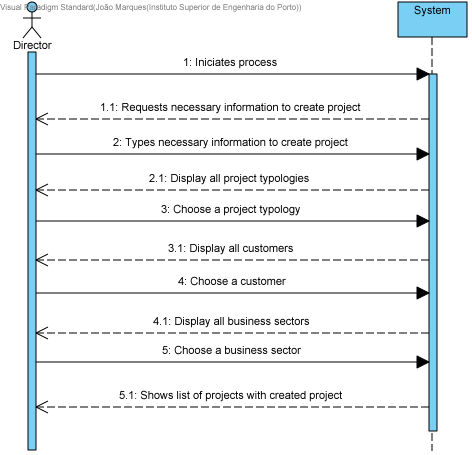 Visual Paradigm Standard(João Marques(Instituto Superior de Engenharia do Porto))
System
Director
1: Iniciates process
1.1: Requests necessary information to create project
2: Types necessary information to create project
2.1: Display all project typologies
3: Choose a project typology
3.1: Display all customers
4: Choose a customer
4.1: Display all business sectors
5: Choose a business sector
5.1: Shows list of projects with created project